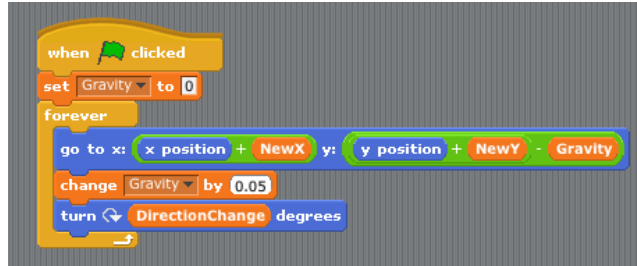 when clicked
set Gravity to 0
forever
go to x: x position + NewX y: y position + NewY - Gravity
change Gravity by 0.05
turn DirectionChange degrees